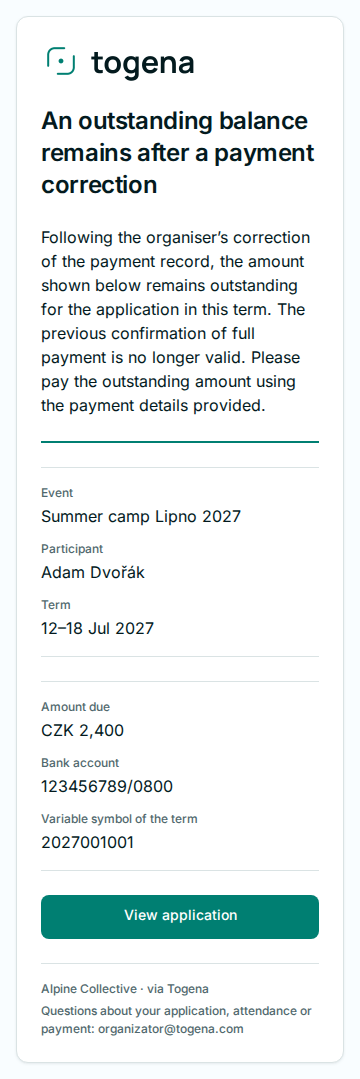 togena
An outstanding balance
remains after a payment
correction
Following the organiser’s correction
of the payment record, the amount
shown below remains outstanding
for the application in this term. The
previous confirmation of full
payment is no longer valid. Please
pay the outstanding amount using
the payment details provided.
Event
Summer camp Lipno 2027
Participant
Adam Dvořák
Term
12–18 Jul 2027
Amount due
CZK 2,400
Bank account
123456789/0800
Variable symbol of the term
2027001001
View application
Alpine Collective · via Togena
Questions about your application, attendance or
payment: organizator@togena.com